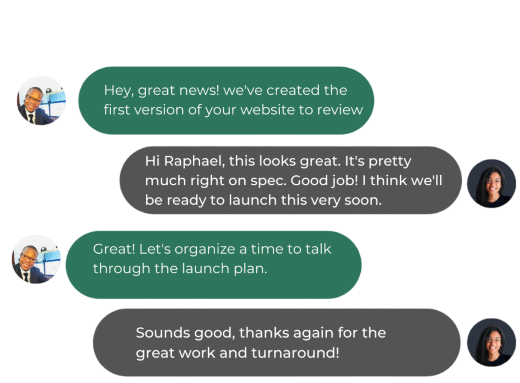 Hey, great news! we've created the
first version of your website to review
Hi Raphael, this looks great. It's pretty
much right on spec. Good job! I think we'll
be ready to launch this very soon.
Great! Let's organize a time to talk
through the launch plan.
Sounds good, thanks again for the
great work and turnaround!